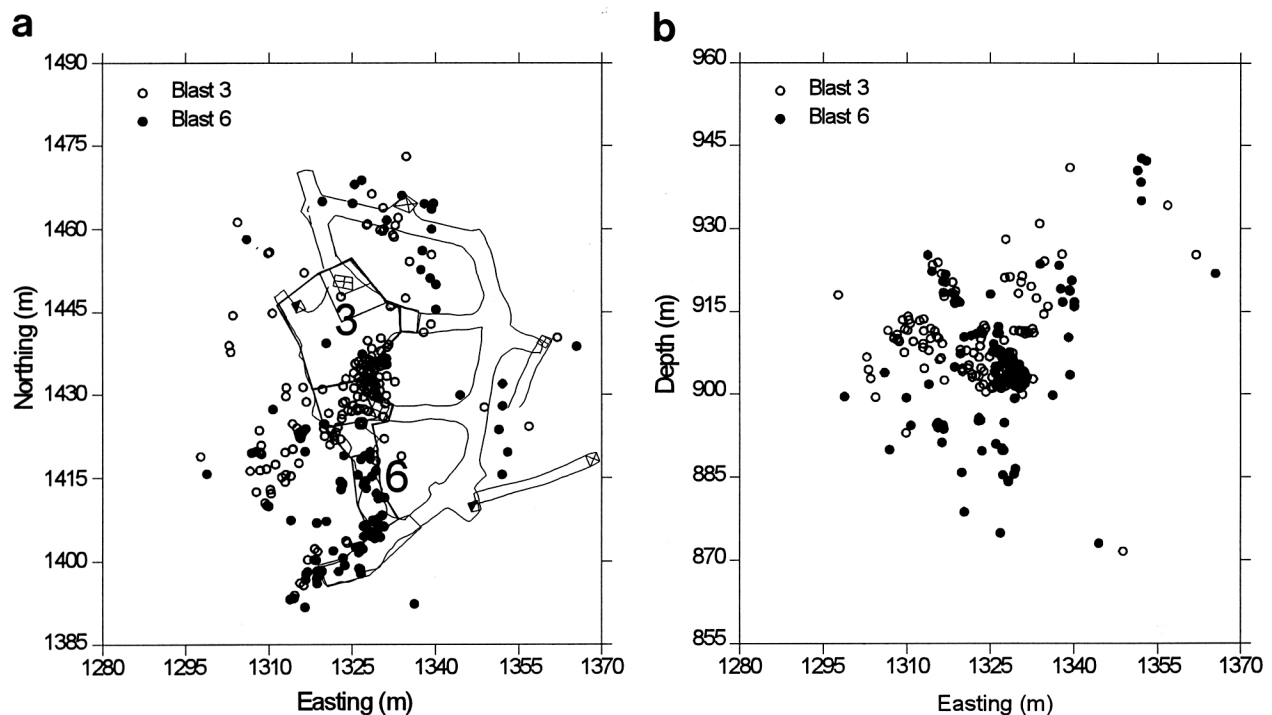 a
1490
1475
1460
1445
1430
1415
1400
1385
Northing (m)
Blast 3
Blast 6
3
6
1280 1295 1310 1325 1340 1355 1370
Easting (m)
b
960
945
930
915
900
885
870
855
Depth (m)
Blast 3
Blast 6
1280 1295 1310 1325 1340 1355 1370
Easting (m)